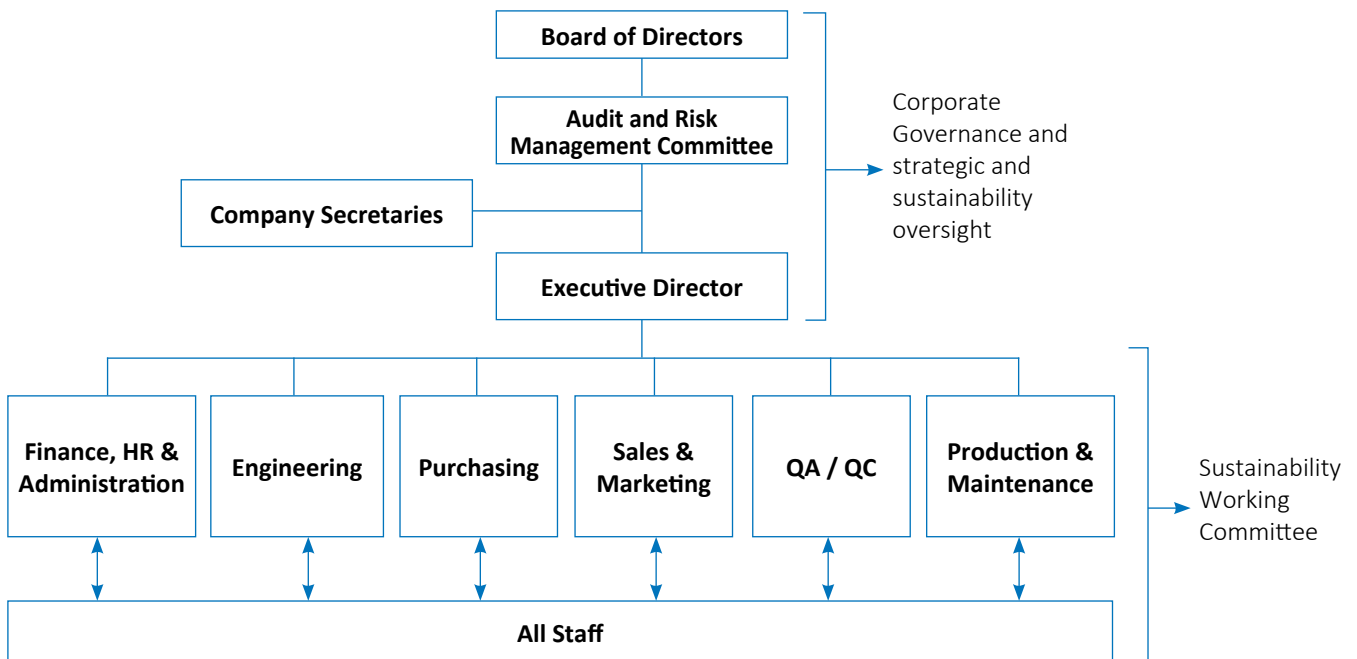 Board of Directors
Audit and Risk
Management Committee
Corporate
Governance and
strategic and
sustainability
oversight
Company Secretaries
Executive Director
Finance, HR &
Administration
Engineering
Purchasing
Sales &
Marketing
QA / QC
Production &
Maintenance
Sustainability
Working
Committee
All Staff